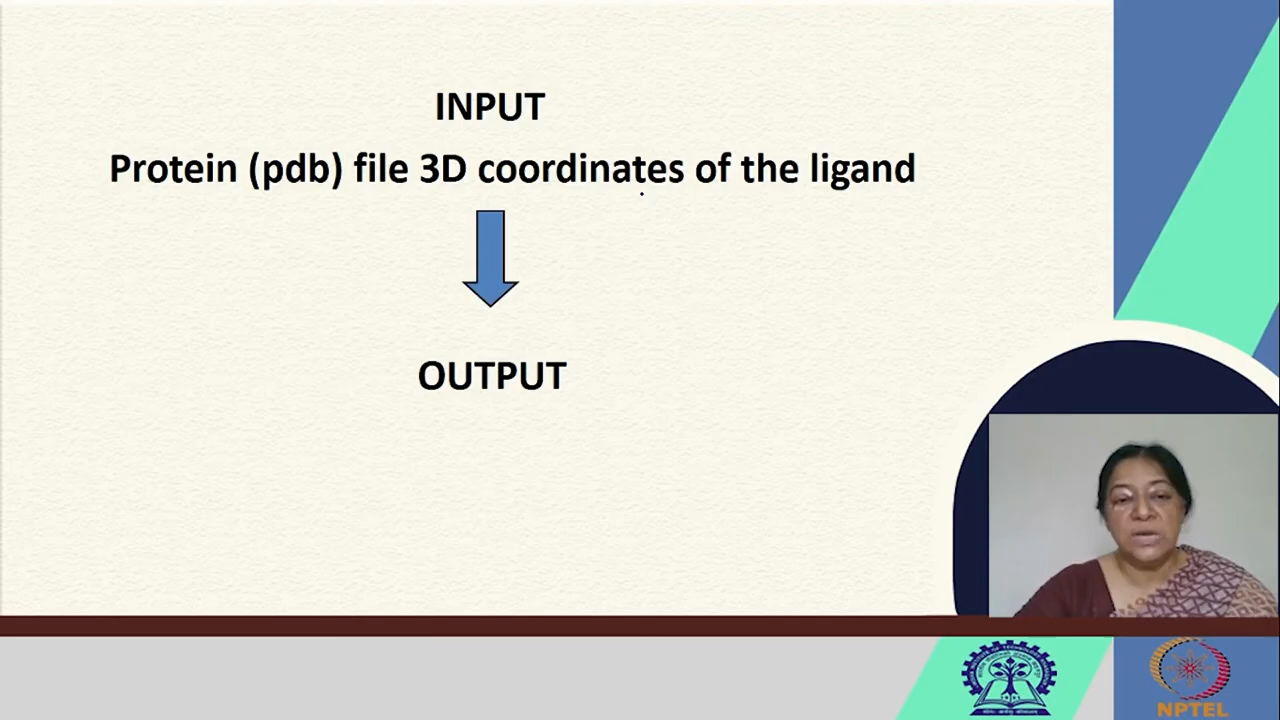 INPUT
Protein (pdb) file 3D coordinates of the ligand
OUTPUT
NPTEL